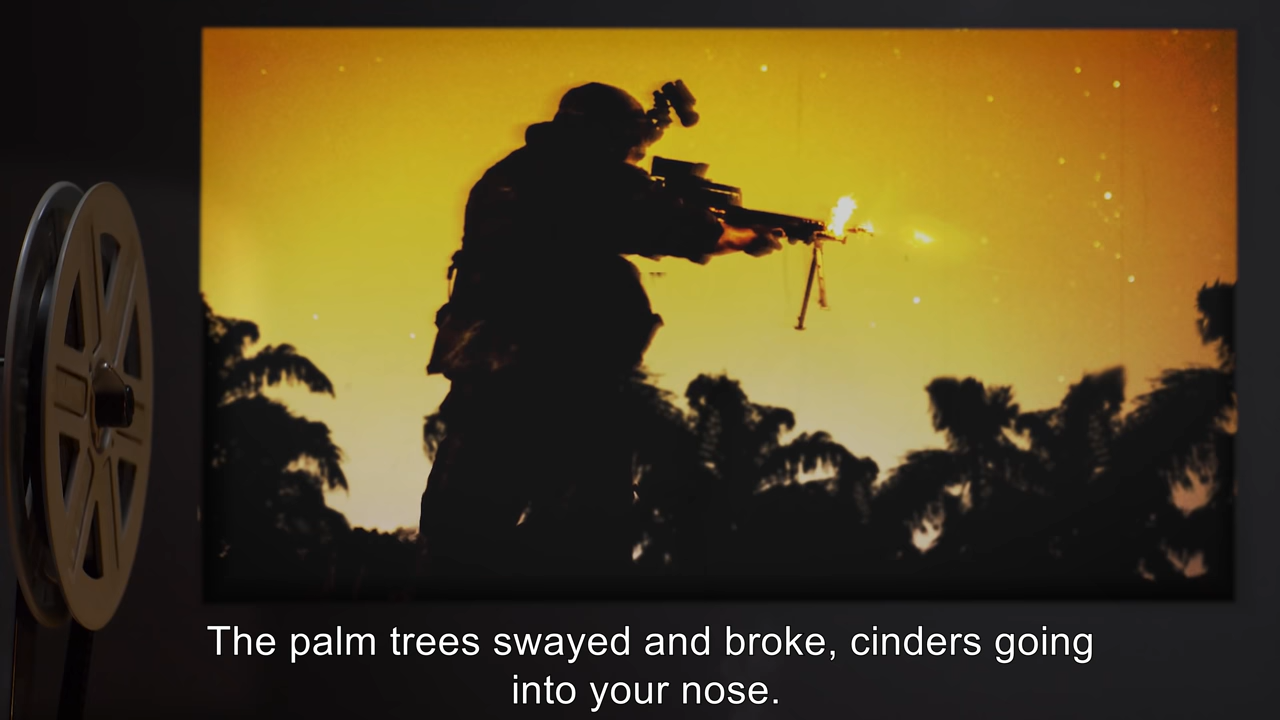 The palm trees swayed and broke, cinders going
into your nose.